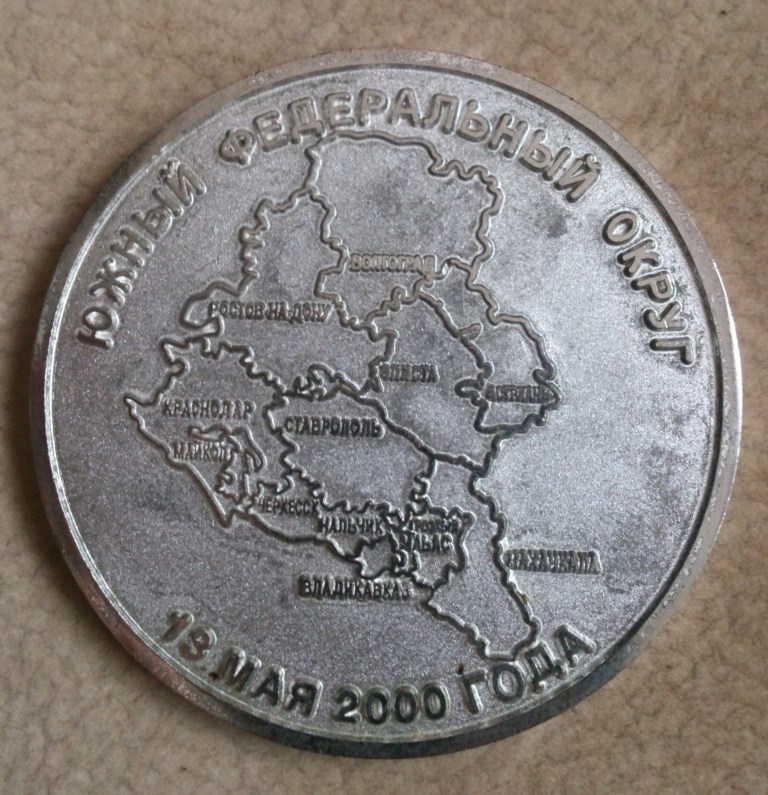 ЮЖНЫЙ ФЕДЕРАЛЬНЫЙ ОКРУГ
ВОЛГОГРАД
РОСТОВ-НА-ДОНУ
ЭЛИСТА
АСТРАХАНЬ
КРАСНОДАР
СТАВРОПОЛЬ
МАЙКОП
ЧЕРКЕССК
НАЛЬЧИК
ГРОЗНЫЙ
МАХАЧКАЛА
ВЛАДИКАВКАЗ
13 МАЯ 2000 ГОДА